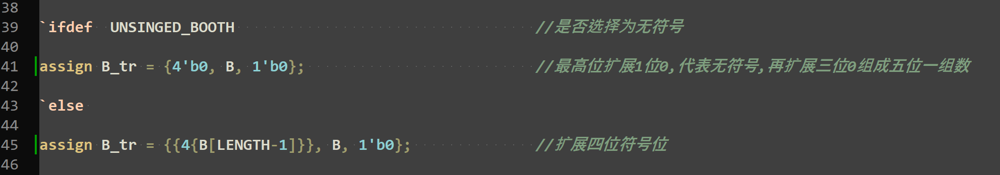 38
39 `ifdef  UNSINGED_BOOTH //是否选择为无符号
40
41 assign B_tr = {4'b0, B, 1'b0}; //最高位扩展1位0,代表无符号,再扩展三位0组成五位一组数
42
43 `else
44
45 assign B_tr = {{4{B[LENGTH-1]}}, B, 1'b0}; //扩展四位符号位
46